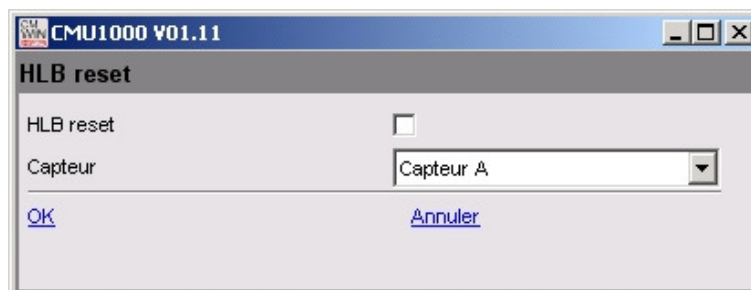 CMU1000 V01.11
HLB reset
HLB reset
Capteur Capteur A
OK Annuler